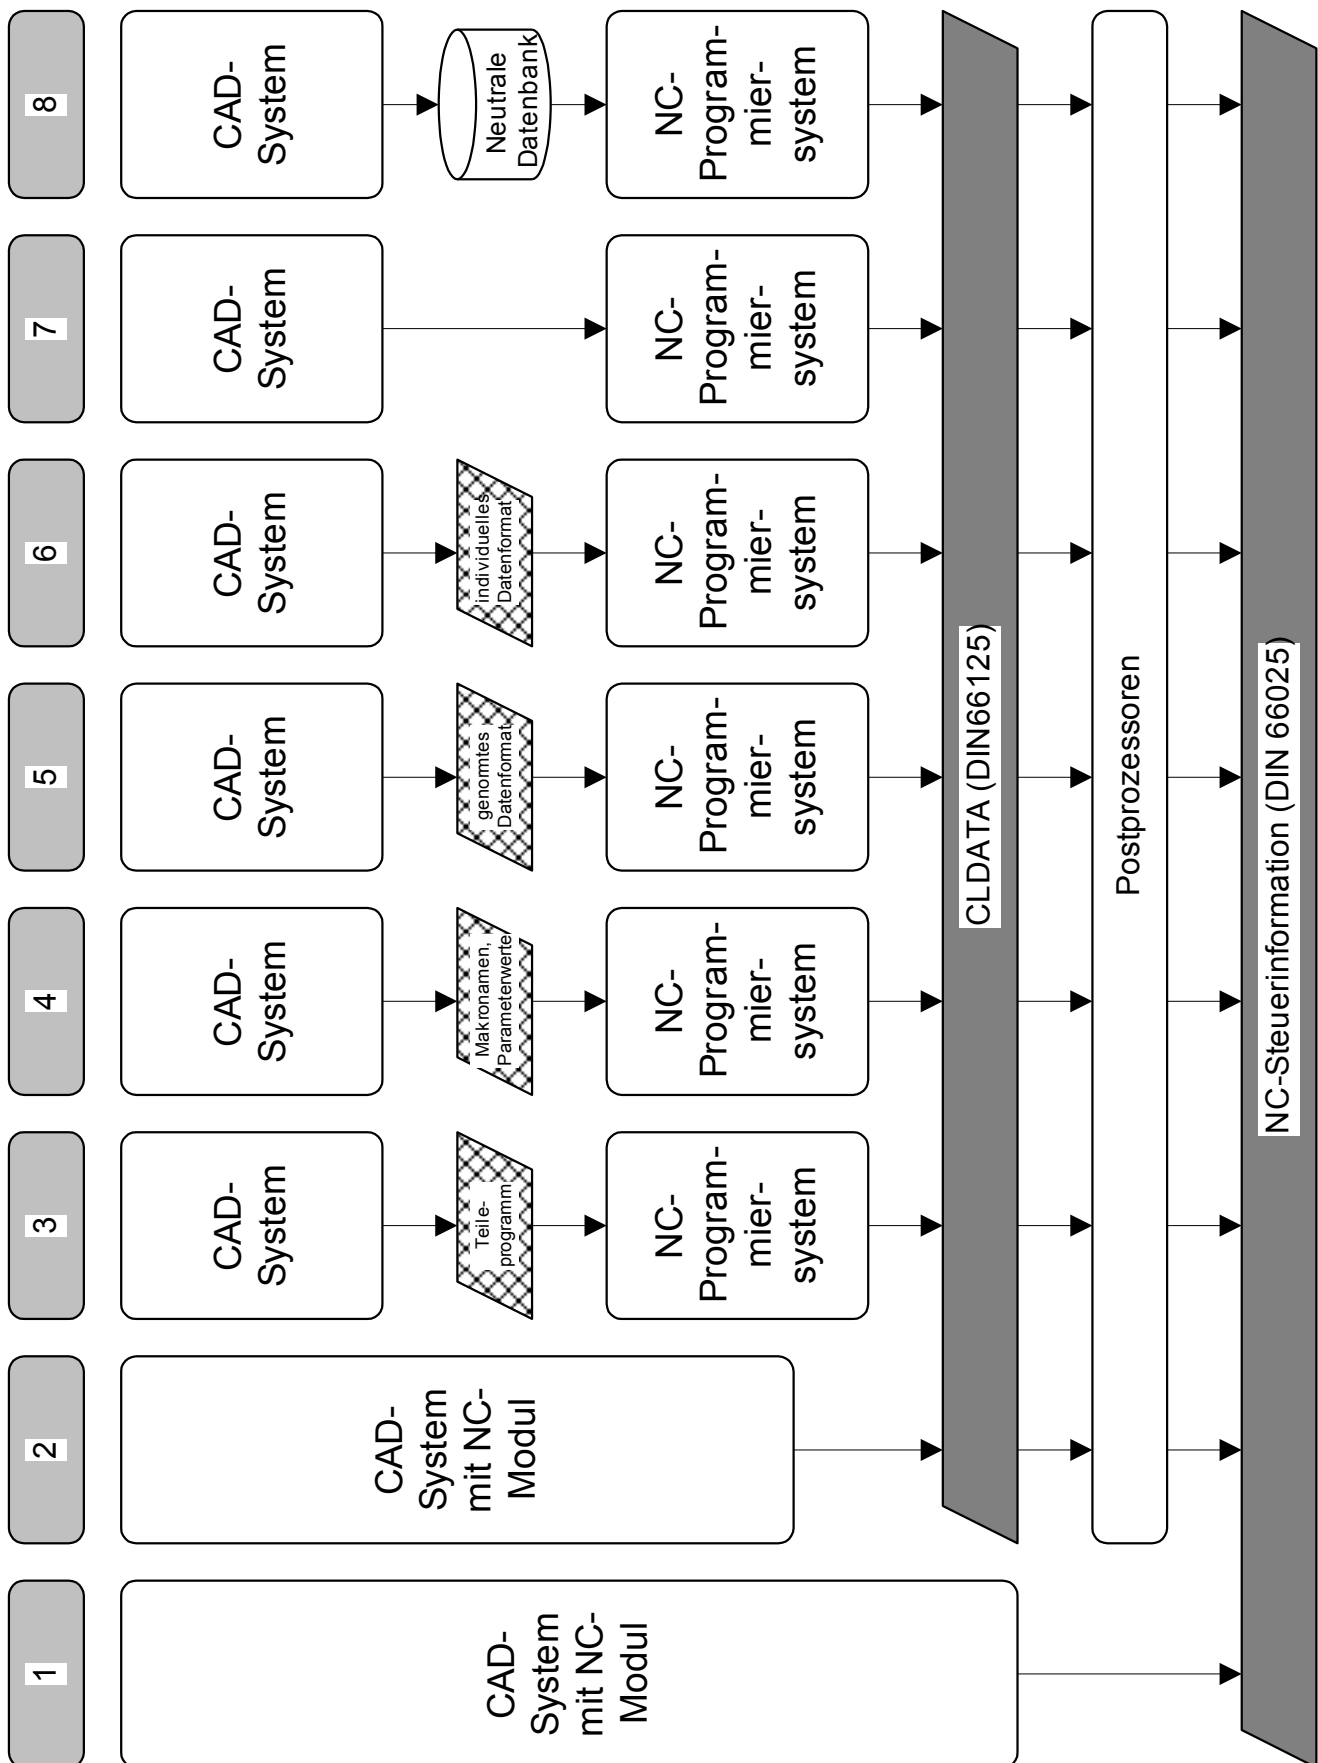 1
CAD-
System
mit NC-
Modul
2
CAD-
System
mit NC-
Modul
3
CAD-
System
Teile-
programm
NC-
Program-
mier-
system
4
CAD-
System
Makronamen,
Parameterwerte
NC-
Program-
mier-
system
5
CAD-
System
genomtes
Datenformat
NC-
Program-
mier-
system
6
CAD-
System
individuelles
Datenformat
NC-
Program-
mier-
system
7
CAD-
System
NC-
Program-
mier-
system
8
CAD-
System
Neutrale
Datenbank
NC-
Program-
mier-
system
CLDATA (DIN66125)
Postprozessoren
NC-Steuerinformation (DIN 66025)